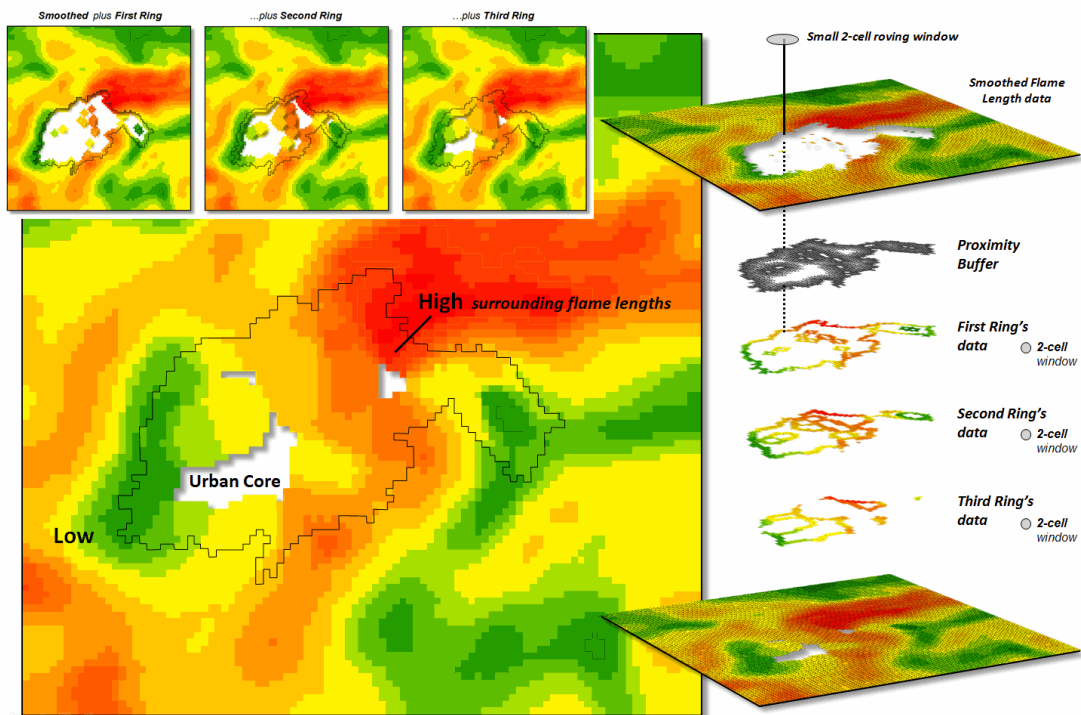 Smoothed plus First Ring
...plus Second Ring
...plus Third Ring
Small 2-cell roving window
Smoothed Flame
Length data
Proximity
Buffer
High surrounding flame lengths
First Ring's
data
2-cell
window
Second Ring's
data
2-cell
window
Urban Core
Third Ring's
data
2-cell
window
Low